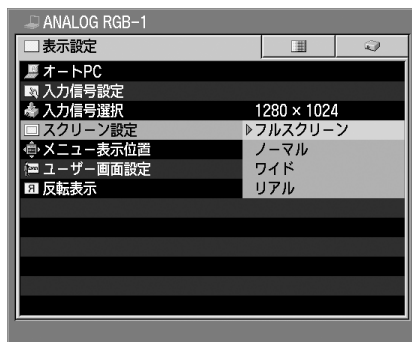 ANALOG RGB-1
表示設定
オートPC
入力信号設定
入力信号選択 1280 × 1024
スクリーン設定 フルスクリーン
メニュー表示位置 ノーマル
ユーザー画面設定 ワイド
反転表示 リアル